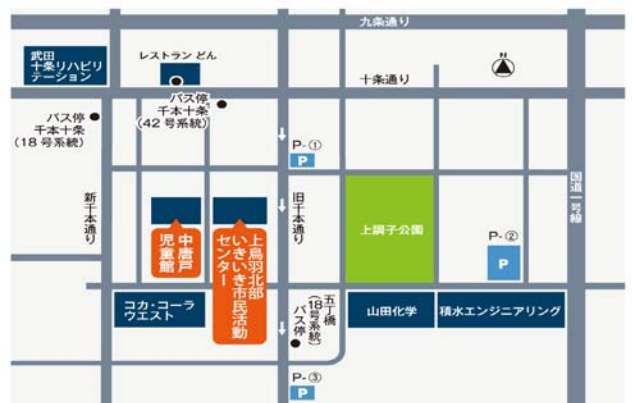 九条通り
武田
十条リハビリ
テーション
レストラン どん
十条通り
N
バス停
千本十条
(18号系統)
バス停
千本十条
(42号系統)
P-①
P
新千本通り
旧千本通り
国道一号線
中唐戸
児童館
上鳥羽北部
いきいき市民活動
センター
上調子公園
P-②
P
コカ・コーラ
ウエスト
五丁橋
(18号系統)
バス停
山田化学
積水エンジニアリング
P-③
P